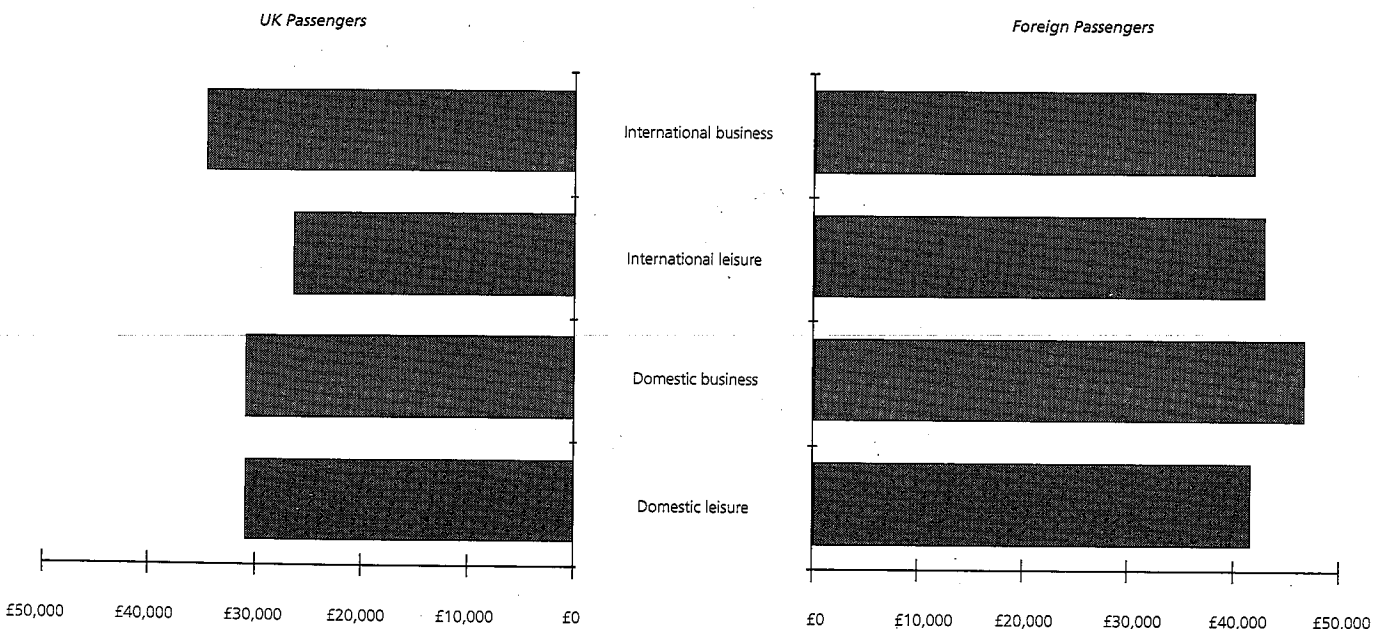 UK Passengers
Foreign Passengers
International business
International leisure
Domestic business
Domestic leisure
£50,000 £40,000 £30,000 £20,000 £10,000 £0
£0 £10,000 £20,000 £30,000 £40,000 £50.000